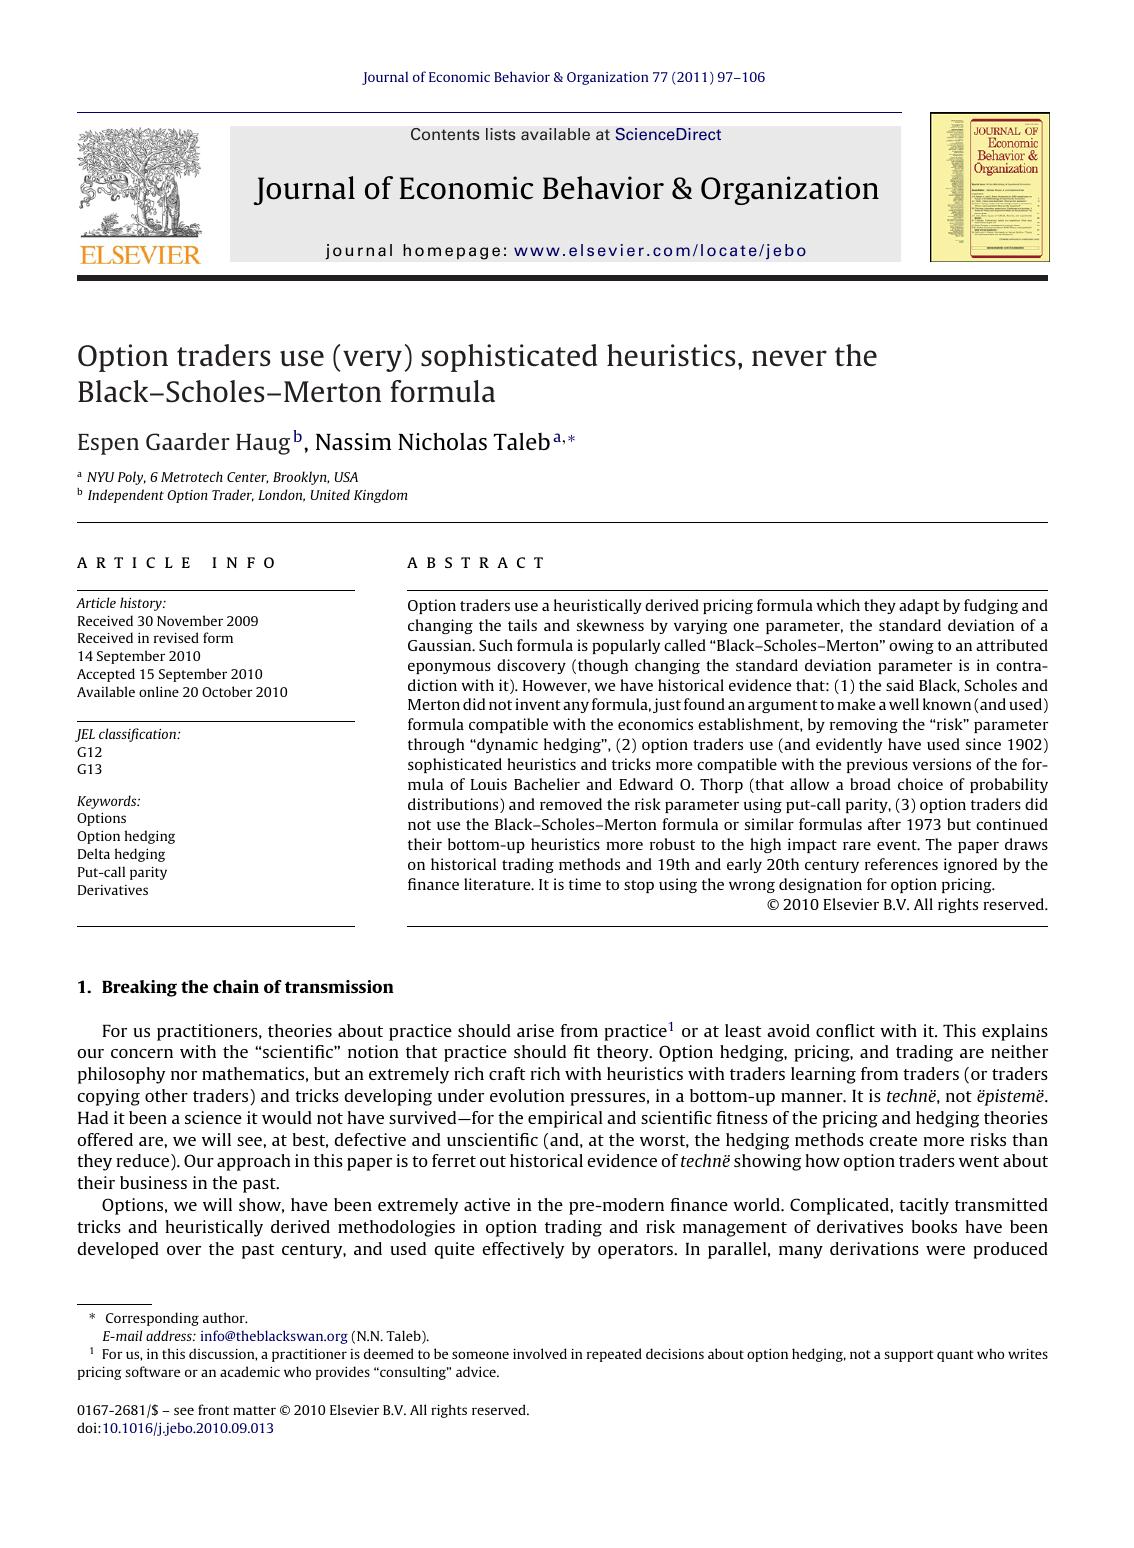 Journal of Economic Behavior & Organization 77 (2011) 97–106
Contents lists available at ScienceDirect
Journal of Economic Behavior & Organization
journal homepage: www.elsevier.com/locate/jebo
ELSEVIER
JOURNAL OF
Economic
Behavior &
Organization
Option traders use (very) sophisticated heuristics, never the
Black–Scholes–Merton formula
Espen Gaarder Haug b, Nassim Nicholas Taleb a,*
a NYU Poly, 6 Metrotech Center, Brooklyn, USA
b Independent Option Trader, London, United Kingdom
ARTICLE INFO
Article history:
Received 30 November 2009
Received in revised form
14 September 2010
Accepted 15 September 2010
Available online 20 October 2010
JEL classification:
G12
G13
Keywords:
Options
Option hedging
Delta hedging
Put-call parity
Derivatives
ABSTRACT
Option traders use a heuristically derived pricing formula which they adapt by fudging and
changing the tails and skewness by varying one parameter, the standard deviation of a
Gaussian. Such formula is popularly called “Black–Scholes–Merton” owing to an attributed
eponymous discovery (though changing the standard deviation parameter is in contra-
diction with it). However, we have historical evidence that: (1) the said Black, Scholes and
Merton did not invent any formula, just found an argument to make a well known (and used)
formula compatible with the economics establishment, by removing the “risk” parameter
through “dynamic hedging”, (2) option traders use (and evidently have used since 1902)
sophisticated heuristics and tricks more compatible with the previous versions of the for-
mula of Louis Bachelier and Edward O. Thorp (that allow a broad choice of probability
distributions) and removed the risk parameter using put-call parity, (3) option traders did
not use the Black–Scholes–Merton formula or similar formulas after 1973 but continued
their bottom-up heuristics more robust to the high impact rare event. The paper draws
on historical trading methods and 19th and early 20th century references ignored by the
finance literature. It is time to stop using the wrong designation for option pricing.
© 2010 Elsevier B.V. All rights reserved.
1. Breaking the chain of transmission
For us practitioners, theories about practice should arise from practice1 or at least avoid conflict with it. This explains
our concern with the “scientific” notion that practice should fit theory. Option hedging, pricing, and trading are neither
philosophy nor mathematics, but an extremely rich craft rich with heuristics with traders learning from traders (or traders
copying other traders) and tricks developing under evolution pressures, in a bottom-up manner. It is technë, not ëpistemë.
Had it been a science it would not have survived—for the empirical and scientific fitness of the pricing and hedging theories
offered are, we will see, at best, defective and unscientific (and, at the worst, the hedging methods create more risks than
they reduce). Our approach in this paper is to ferret out historical evidence of technë showing how option traders went about
their business in the past.
Options, we will show, have been extremely active in the pre-modern finance world. Complicated, tacitly transmitted
tricks and heuristically derived methodologies in option trading and risk management of derivatives books have been
developed over the past century, and used quite effectively by operators. In parallel, many derivations were produced
* Corresponding author.
E-mail address: info@theblackswan.org (N.N. Taleb).
1 For us, in this discussion, a practitioner is deemed to be someone involved in repeated decisions about option hedging, not a support quant who writes
pricing software or an academic who provides “consulting” advice.
0167-2681/$ – see front matter © 2010 Elsevier B.V. All rights reserved.
doi:10.1016/j.jebo.2010.09.013